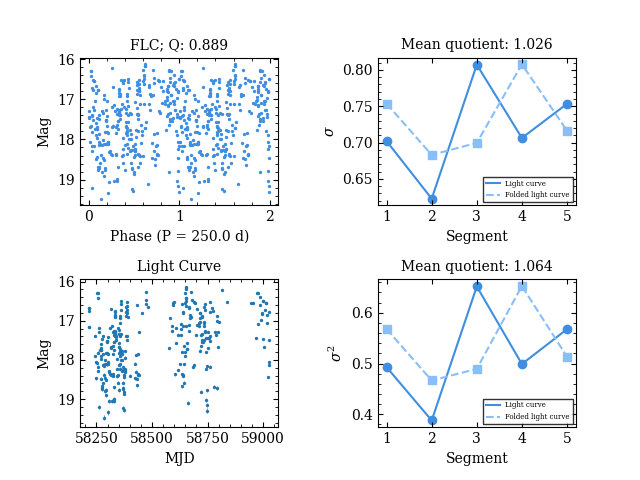 FLC; Q: 0.889
16
17
18
19
Mag
0
1
2
Phase (P = 250.0 d)
Mean quotient: 1.026
0.80
0.75
0.70
0.65
σ
Light curve
Folded light curve
1
2
3
4
5
Segment
Light Curve
16
17
18
19
Mag
58250
58500
58750
59000
MJD
Mean quotient: 1.064
0.6
0.5
0.4
σ²
Light curve
Folded light curve
1
2
3
4
5
Segment